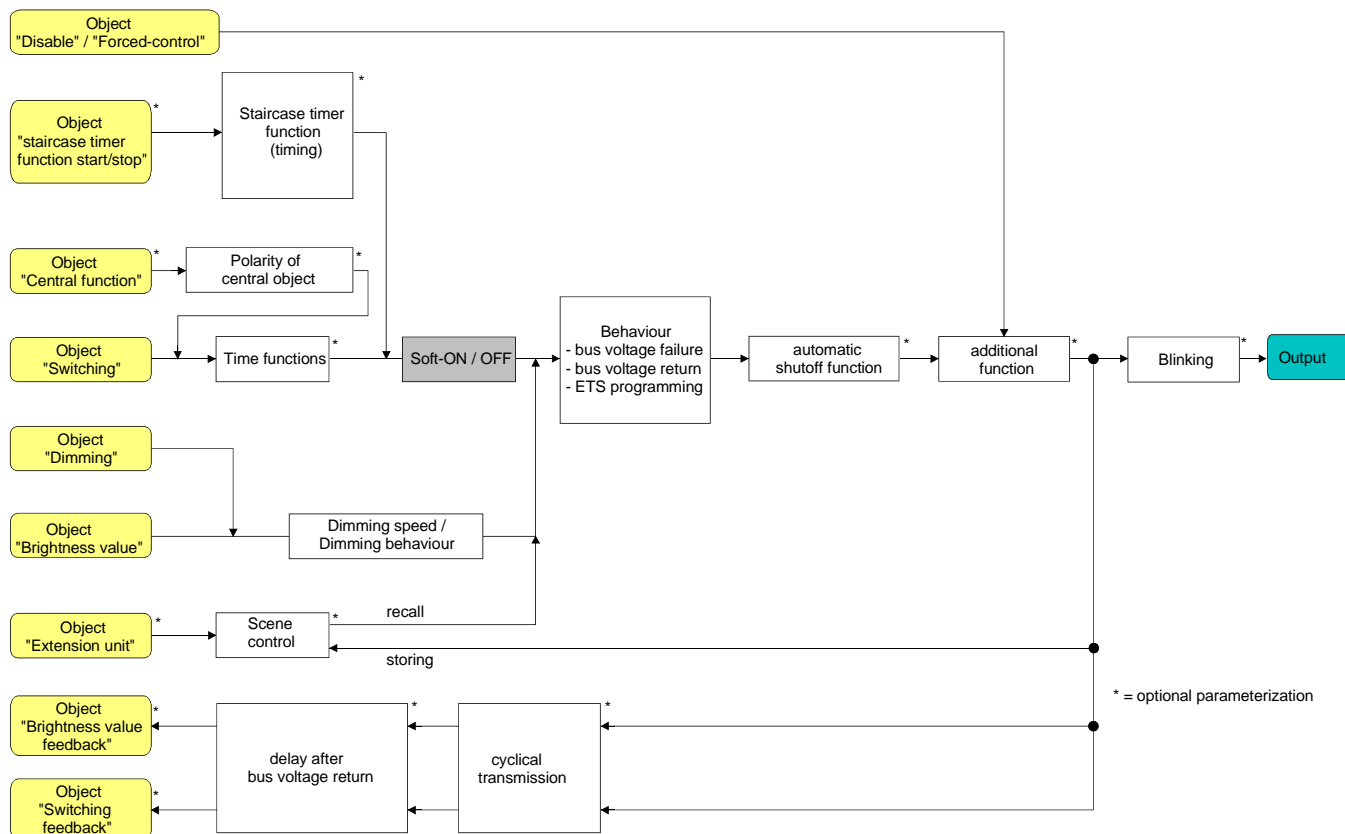 Object
"Disable" / "Forced-control"
*
*
Object
"staircase timer
function start/stop"
Staircase timer
function
(timing)
*
*
Object
"Central function"
Polarity of
central object
Object
"Switching"
Time functions
*
Soft-ON / OFF
Behaviour
- bus voltage failure
- bus voltage return
- ETS programming
automatic
shutoff function
*
additional
function
*
Blinking
*
Output
Object
"Dimming"
Object
"Brightness value"
Dimming speed /
Dimming behaviour
Object
"Extension unit"
*
Scene
control
*
recall
storing
* = optional parameterization
Object
"Brightness value
feedback"
*
delay after
bus voltage return
*
cyclical
transmission
*
Object
"Switching
feedback"
*